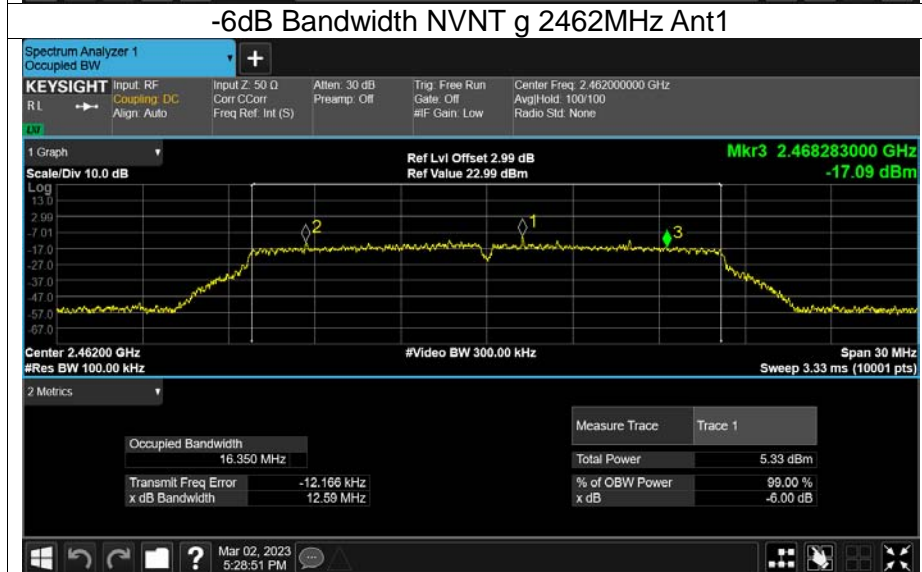 -6dB Bandwidth NVNT g 2462MHz Ant1
Spectrum Analyzer 1
Occupied BW
+
KEYSIGHT Input: RF Input Z: 50 Ω Atten: 30 dB Trig: Free Run Center Freq: 2.462000000 GHz
RL Coupling: DC Corr CCorr Preamp: Off Gate: Off Avg|Hold: 100/100
Align: Auto Freq Ref: Int (S) #IF Gain: Low Radio Std: None
LXI
1 Graph Ref Lvl Offset 2.99 dB Mkr3 2.468283000 GHz
Scale/Div 10.0 dB Ref Value 22.99 dBm -17.09 dBm
Log
13.0
2.99
-7.01
-17.0
-27.0
-37.0
-47.0
-57.0
-67.0
2
1
3
Center 2.46200 GHz #Video BW 300.00 kHz Span 30 MHz
#Res BW 100.00 kHz Sweep 3.33 ms (10001 pts)
2 Metrics
Measure Trace Trace 1
Occupied Bandwidth
16.350 MHz Total Power 5.33 dBm
Transmit Freq Error -12.166 kHz % of OBW Power 99.00 %
x dB Bandwidth 12.59 MHz x dB -6.00 dB
? Mar 02, 2023
5:28:51 PM